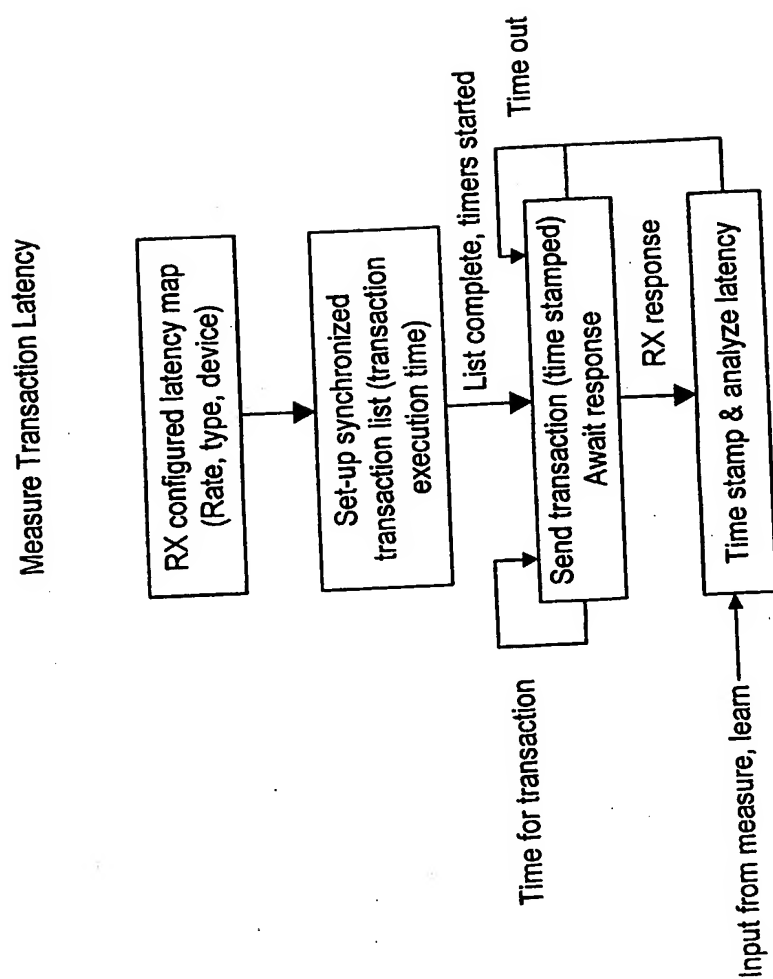 Measure Transaction Latency
RX configured latency map
(Rate, type, device)
Set-up synchronized
transaction list (transaction
execution time)
List complete, timers started
Time for transaction
Send transaction (time stamped)
Await response
Time out
RX response
Input from measure, learn
Time stamp & analyze latency